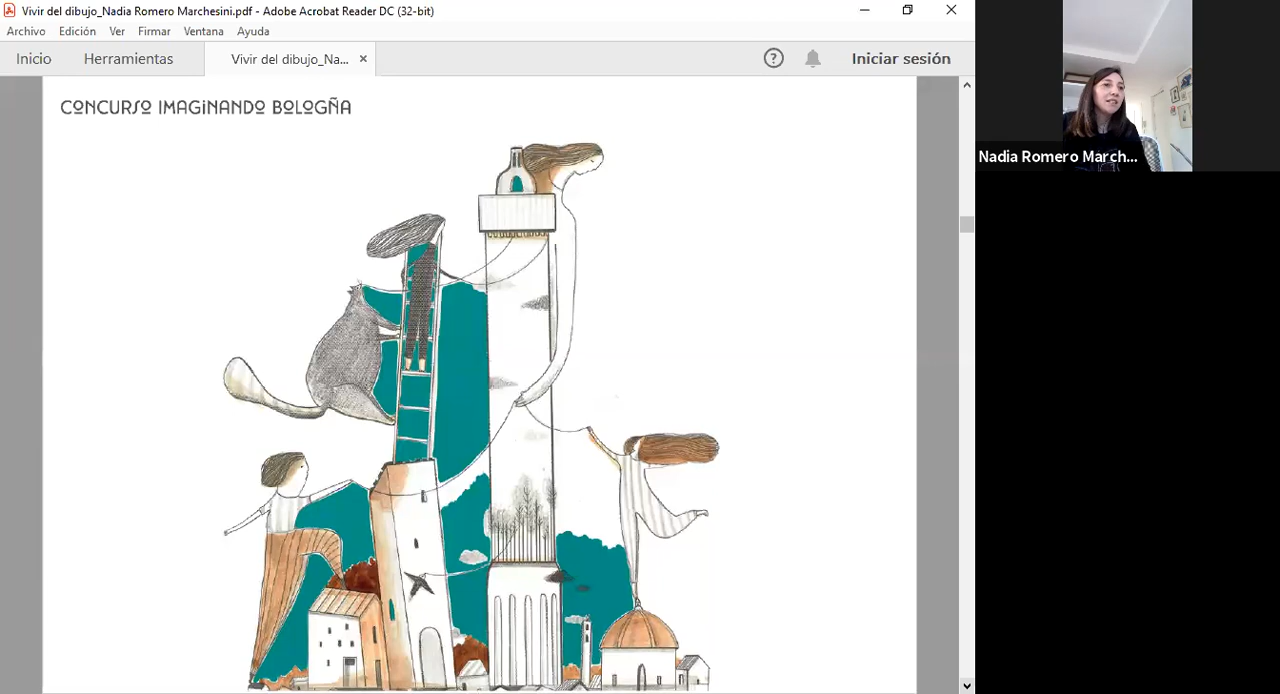 Vivir del dibujo_Nadia Romero Marchesini.pdf - Adobe Acrobat Reader DC (32-bit)
Archivo Edición Ver Firmar Ventana Ayuda
Inicio Herramientas Vivir del dibujo_Na... × ? Iniciar sesión
CONCURSO IMAGINANDO BOLOGÑA
Nadia Romero March...